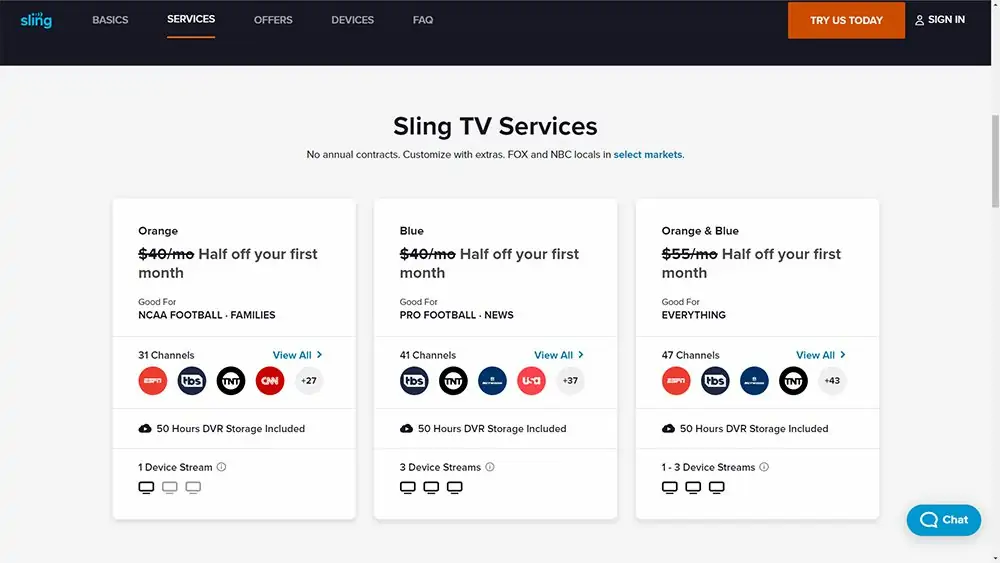 sling
BASICS
SERVICES
OFFERS
DEVICES
FAQ
TRY US TODAY
SIGN IN
Sling TV Services
No annual contracts. Customize with extras. FOX and NBC locals in select markets.
Orange
$40/mo Half off your first
month
Good For
NCAA FOOTBALL · FAMILIES
31 Channels
View All
ESPN
tbs
TNT
CNN
+27
50 Hours DVR Storage Included
1 Device Stream
Blue
$40/mo Half off your first
month
Good For
PRO FOOTBALL · NEWS
41 Channels
View All
tbs
TNT
usa
+37
50 Hours DVR Storage Included
3 Device Streams
Orange & Blue
$55/mo Half off your first
month
Good For
EVERYTHING
47 Channels
View All
ESPN
tbs
TNT
+43
50 Hours DVR Storage Included
1 - 3 Device Streams
Chat